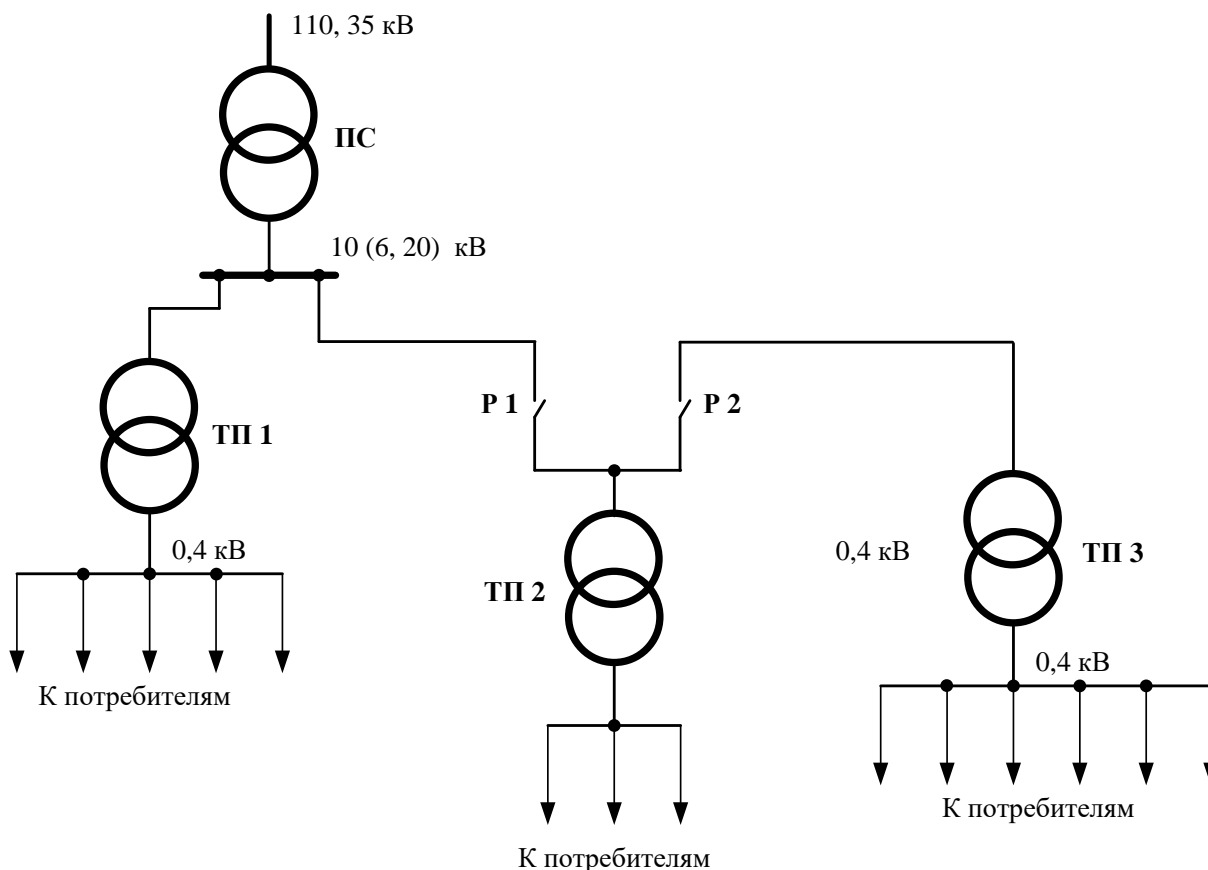 110, 35 кВ
ПС
10 (6, 20) кВ
Р 1
Р 2
ТП 1
0,4 кВ
К потребителям
ТП 2
К потребителям
0,4 кВ
ТП 3
0,4 кВ
К потребителям